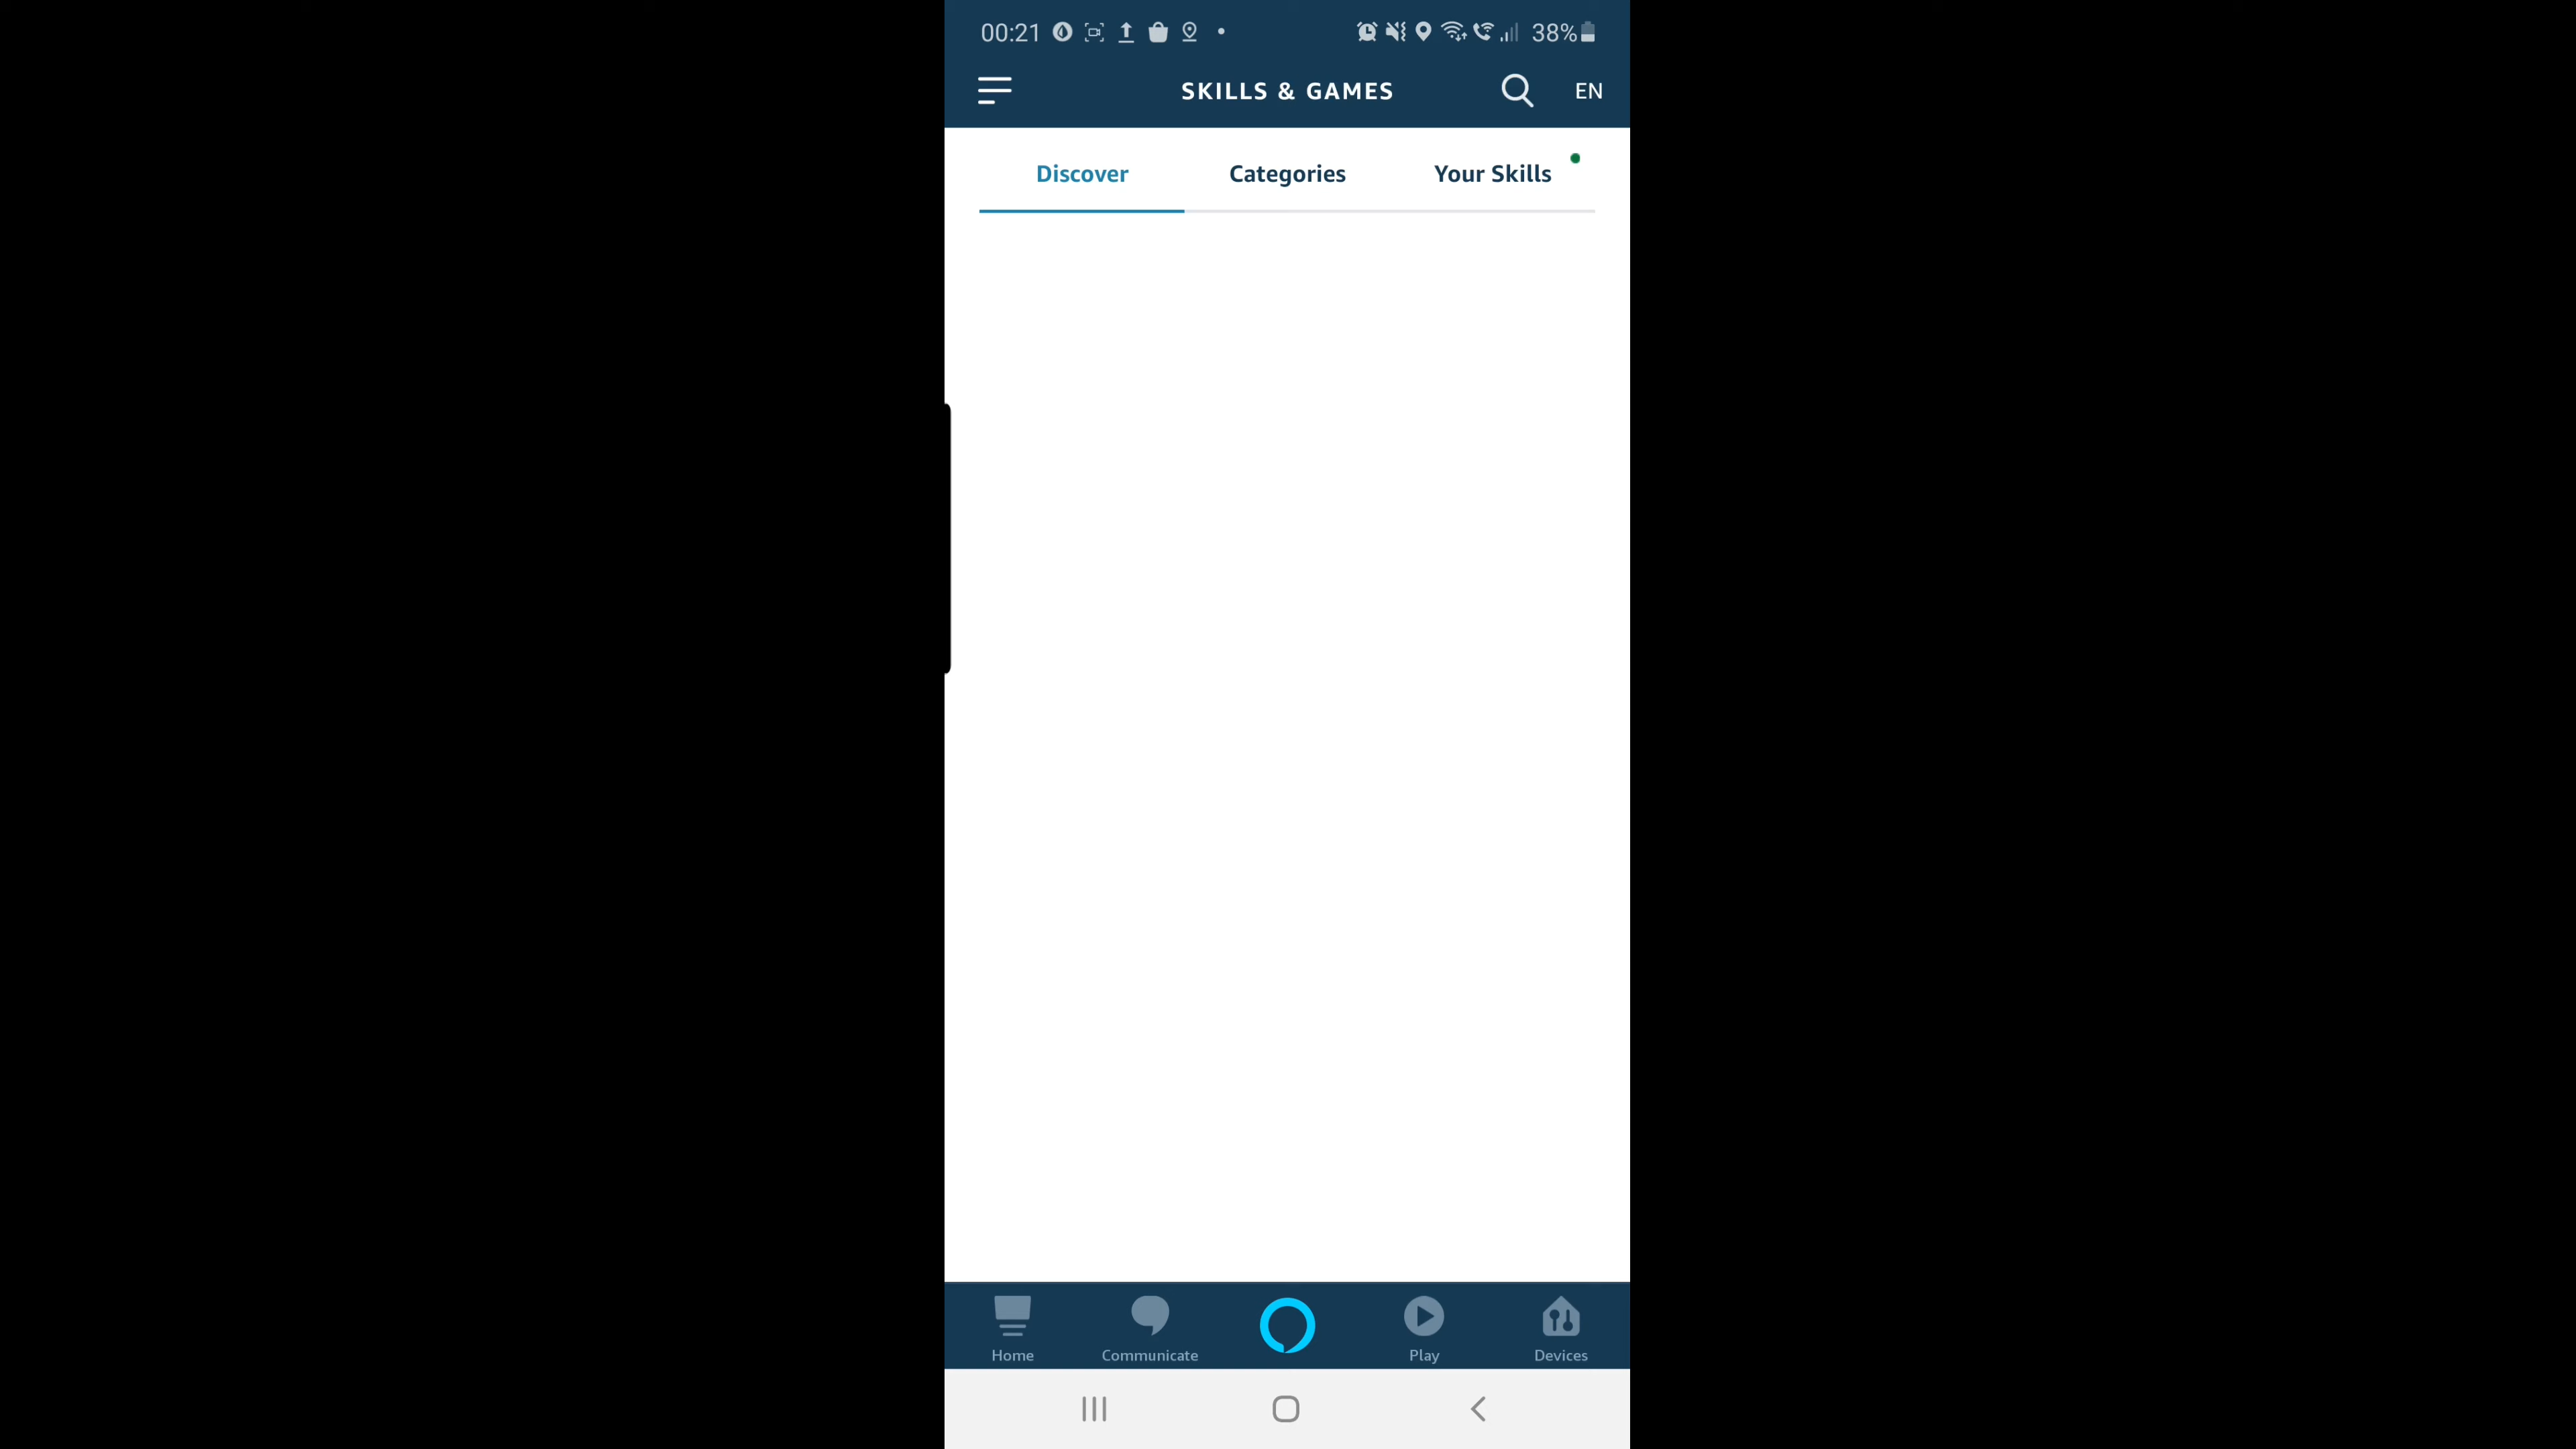 00:21 38%
SKILLS & GAMES EN
Discover Categories Your Skills
Home Communicate Play Devices